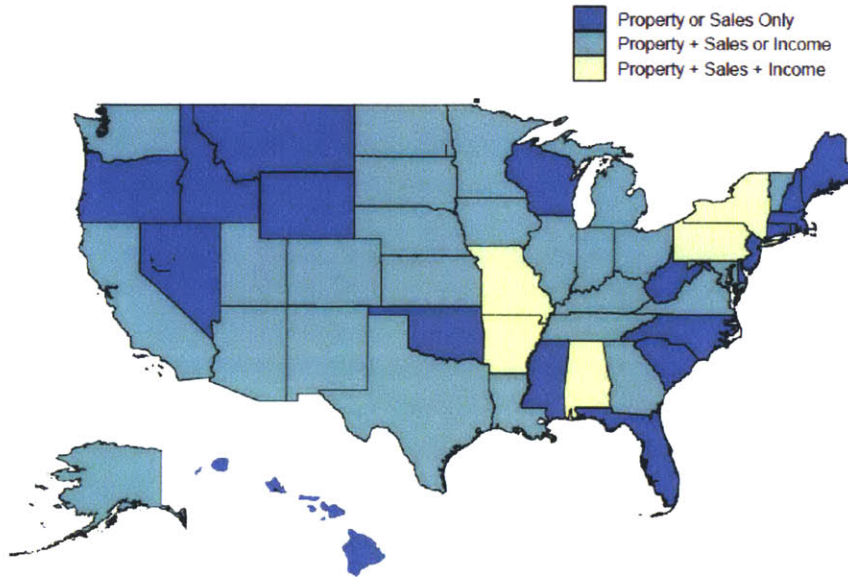 Property or Sales Only
Property + Sales or Income
Property + Sales + Income